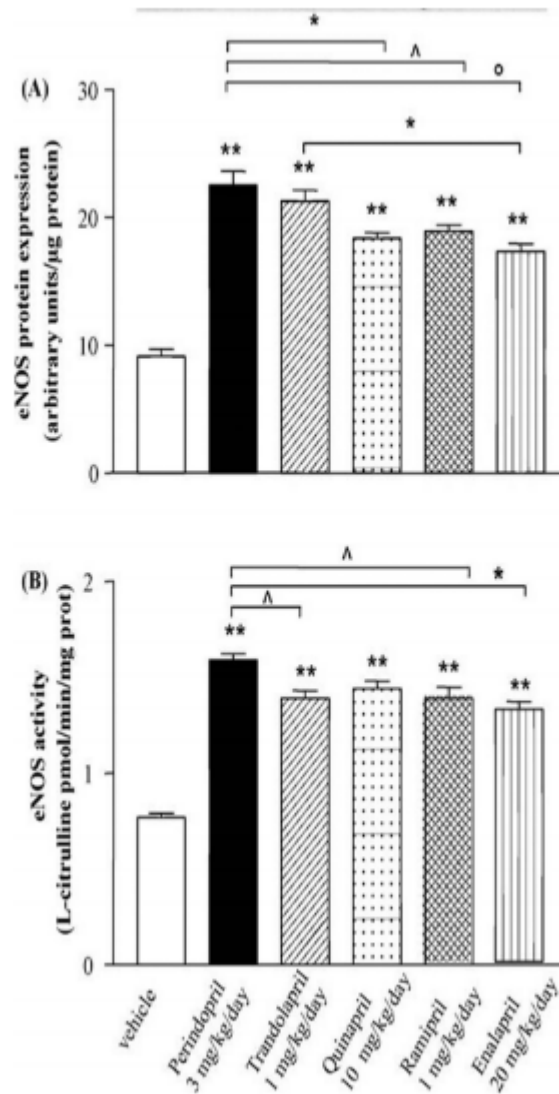 * 
^
o
(A)
30
*
** ** ** ** **
20
10
0
eNOS protein expression
(arbitrary units/µg protein)
^
*
^
(B)
2
** ** ** ** **
1
0
eNOS activity
(L-citrulline pmol/min/mg prot)
vehicle
Perindopril
3 mg/kg/day
Trandolapril
1 mg/kg/day
Quinapril
10 mg/kg/day
Ramipril
1 mg/kg/day
Enalapril
20 mg/kg/day